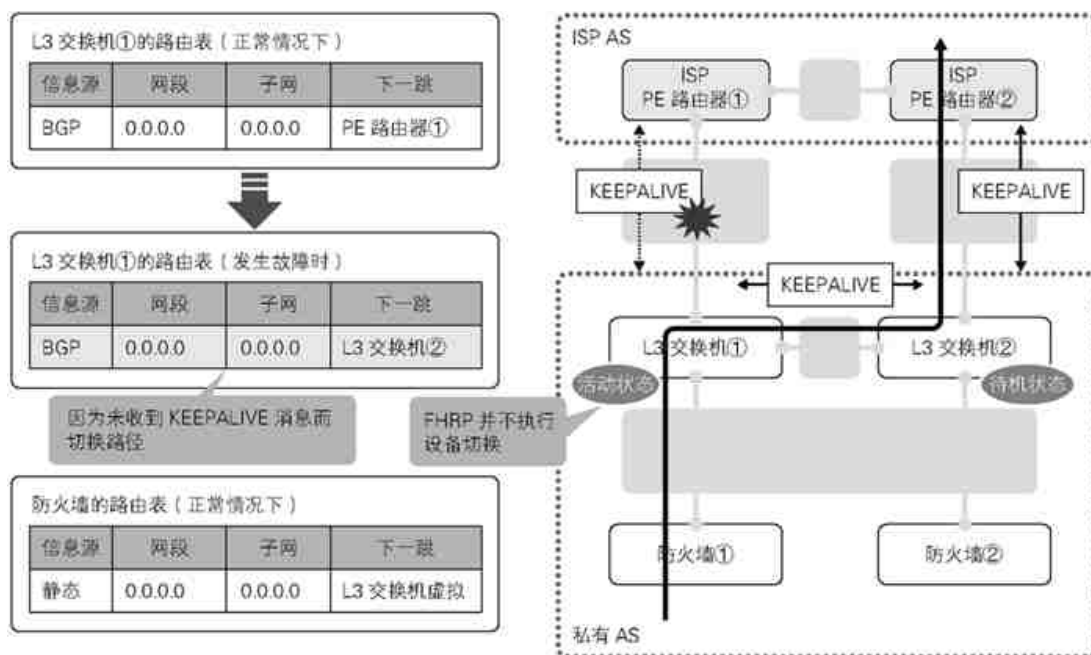 L3 交换机①的路由表（正常情况下）
信息源 网段 子网 下一跳
BGP 0.0.0.0 0.0.0.0 PE 路由器①
L3 交换机①的路由表（发生故障时）
信息源 网段 子网 下一跳
BGP 0.0.0.0 0.0.0.0 L3 交换机②
因为未收到 KEEPALIVE 消息而
切换路径
防火墙的路由表（正常情况下）
信息源 网段 子网 下一跳
静态 0.0.0.0 0.0.0.0 L3 交换机虚拟
ISP AS
ISP
PE 路由器①
ISP
PE 路由器②
KEEPALIVE
KEEPALIVE
KEEPALIVE
L3 交换机①
L3 交换机②
活动状态
待机状态
FHRP 并不执行
设备切换
防火墙①
防火墙②
私有 AS